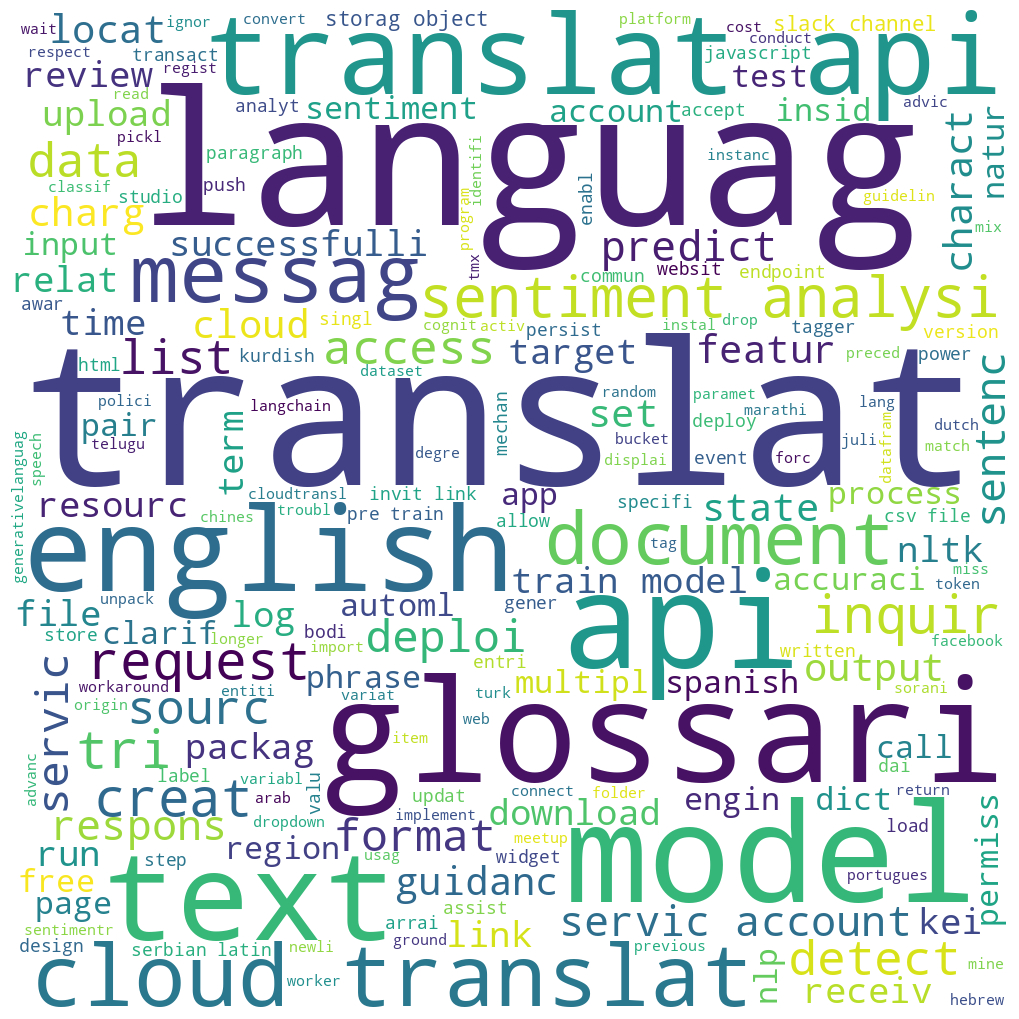 wait
ignor
convert
storag object
platform
cost
slack channel
locat
translat api
conduct
respect
transact
javascript
review
regist
test
read
analyt
sentiment
account
accept
insid
advic
upload
pickl
languag
natur
charact
data
paragraph
identifi
instanc
classif
studio
push
enabl
guidelin
charg
program
mix
input
successfulli
predict
tmx
websit
relat
messag
commun
endpoint
sentiment analysi
awar
time
cloud
singl
cognit
activ
persist
instal
drop
tagger
version
list
kurdish
access
target
featur
preced
power
html
dataset
translat
sentenc
polici
langchain
random
paramet
marathi
lang
pair
term
mechan
set
deploy
dutch
telugu
bucket
juli
match
degre
displai
event
forc
datafram
speech
generativelanguag
cloudtransl
invit link
app
specifi
state
process
resourc
troubl
pre train
allow
csv file
chines
english
document
tag
nltk
miss
train model
accuraci
token
unpack
automl
gener
api
inquir
file
store
clarif
log
longer
bodi
import
deploi
facebook
written
request
entri
phrase
multipl
spanish
output
workaround
entiti
variat
turk
sorani
servic
origin
sourc
glossari
web
tri
packag
item
call
advanc
label
variabl
valu
dai
arab
connect
folder
return
creat
updat
engin
dict
respons
dropdown
implement
download
permiss
format
meetup
load
model
run
step
region
usag
widget
text
free
guidanc
portugues
page
arrai
assist
servic account
kei
sentimentr
link
design
serbian latin
newli
ground
previous
detect
cloud translat
worker
nlp
mine
receiv
hebrew